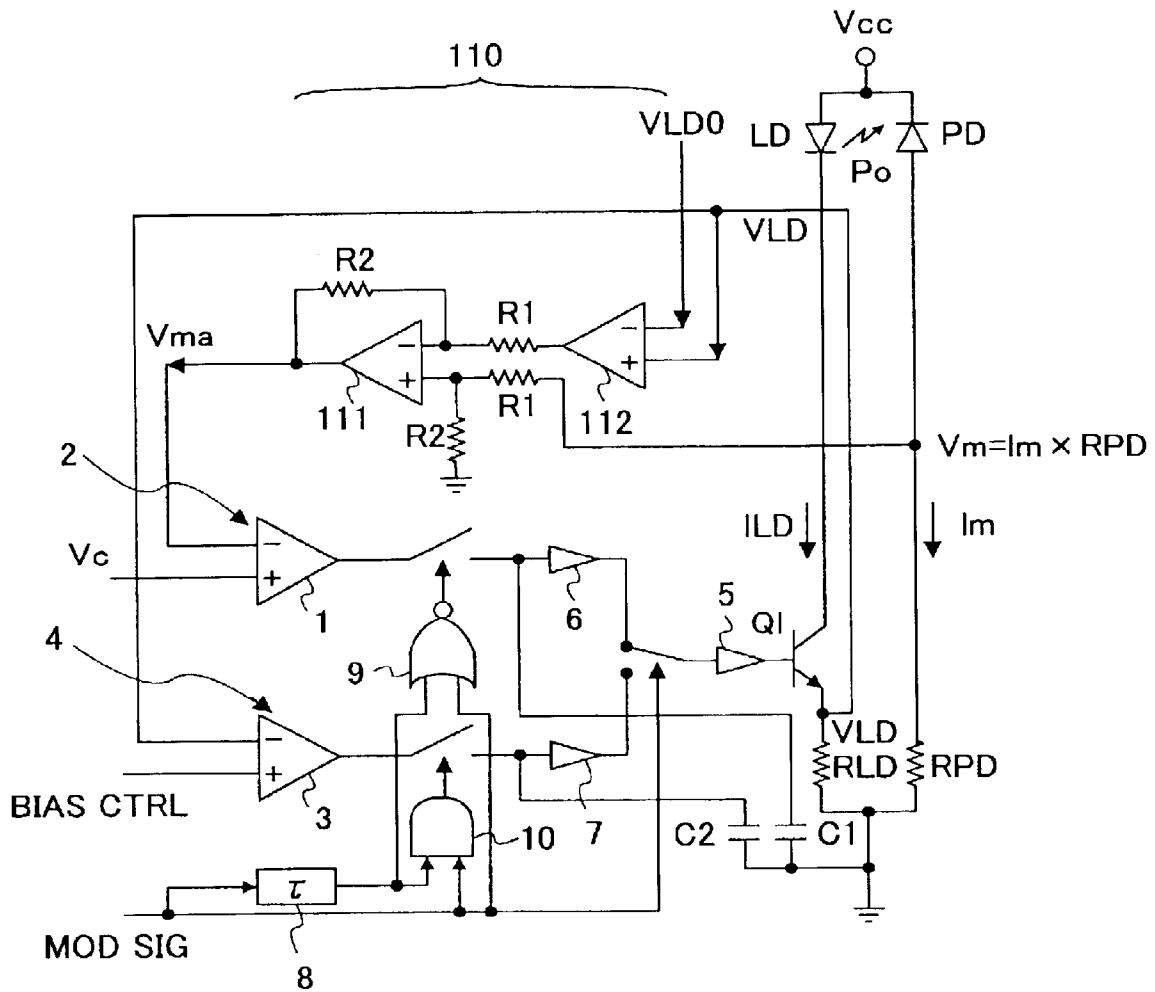 Vcc
110
VLD0
LD
PD
Po
VLD
R2
R1
Vma
−
+
−
+
111
R1
112
R2
Vm=Im × RPD
2
ILD
Im
Vc
−
+
1
6
5
QI
4
9
−
+
VLD
RLD
RPD
BIAS CTRL
3
10
7
C2
C1
τ
MOD SIG
8